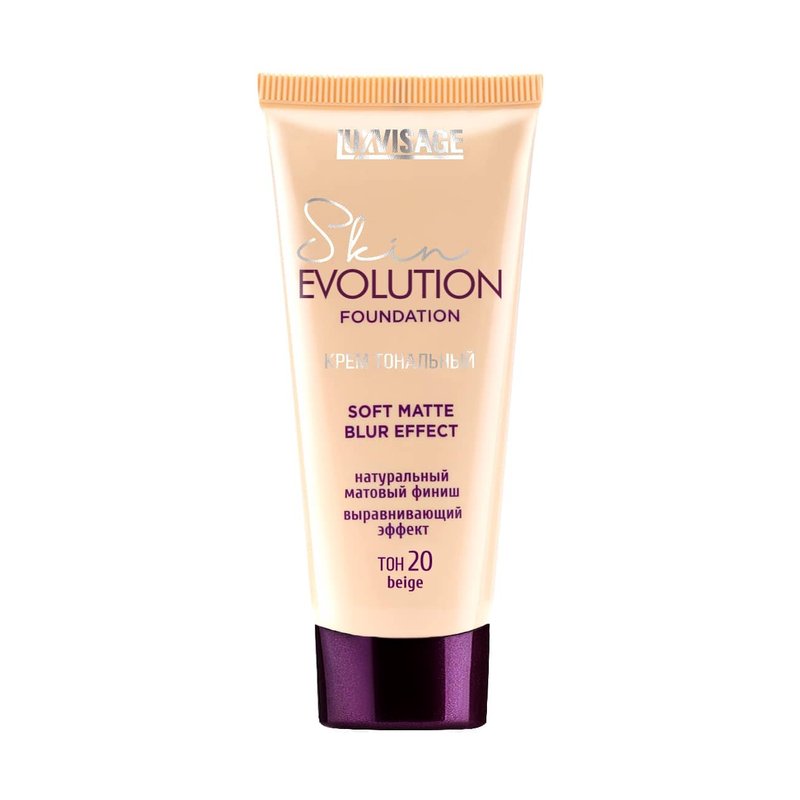 LUXVISAGE
Skin
EVOLUTION
FOUNDATION
КРЕМ ТОНАЛЬНЫЙ
SOFT MATTE
BLUR EFFECT
натуральный
матовый финиш
выравнивающий
эффект
ТОН 20
beige